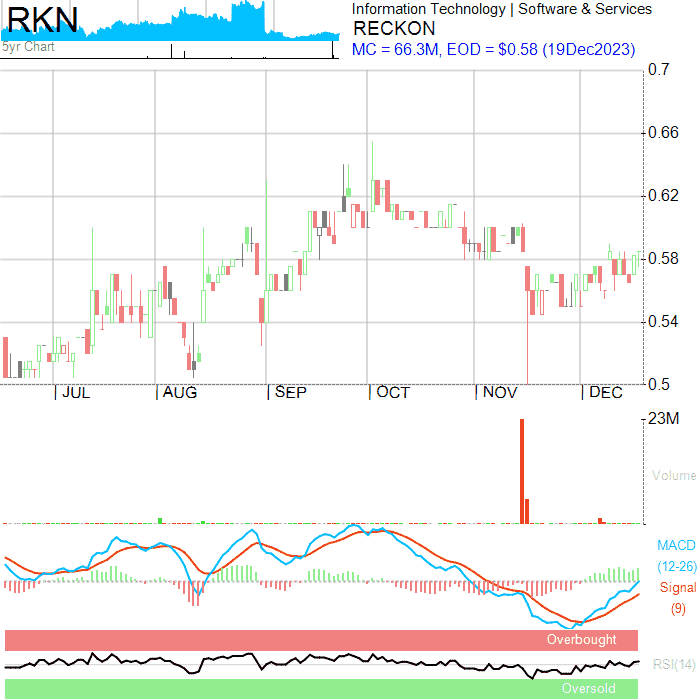 RKN
5yr Chart
Information Technology | Software & Services
RECKON
MC = 66.3M, EOD = $0.58 (19Dec2023)
0.7
0.66
0.62
0.58
0.54
0.5
| JUL | AUG | SEP | OCT | NOV | DEC
23M
Volume
MACD
(12-26)
Signal
(9)
Overbought
RSI(14)
Oversold